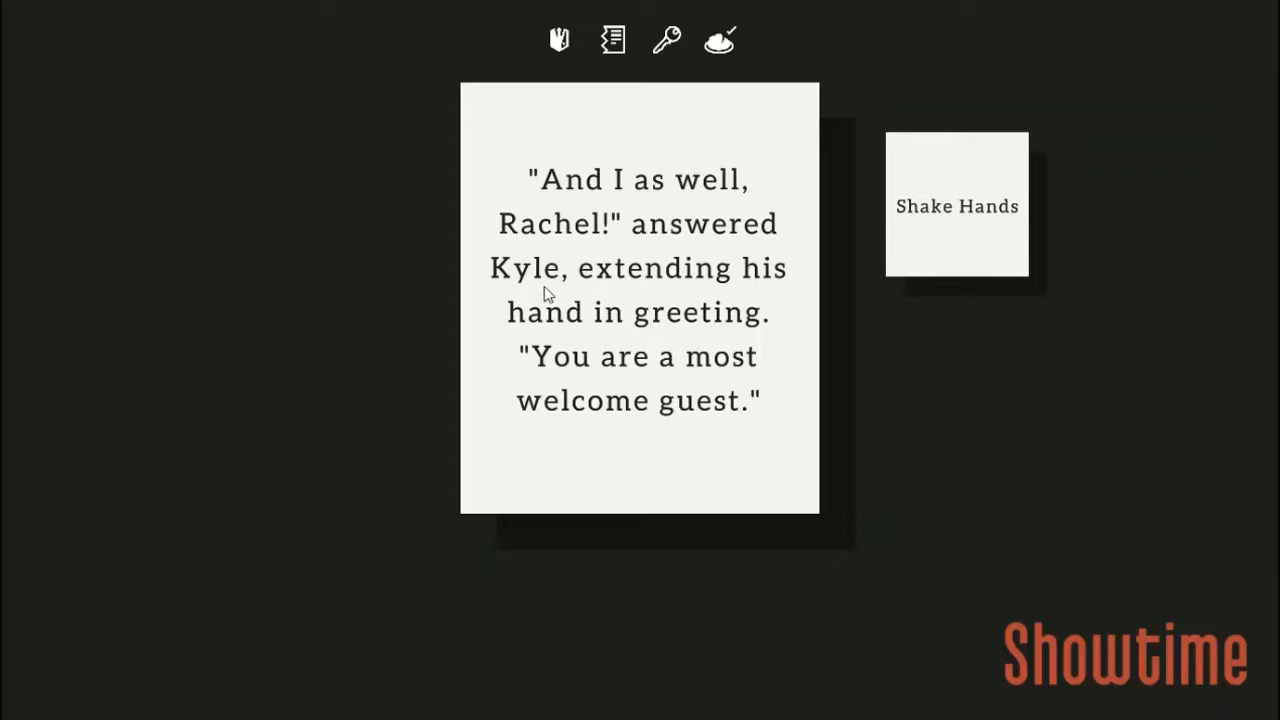 "And I as well,
Rachel!" answered
Kyle, extending his
hand in greeting.
"You are a most
welcome guest."
Shake Hands
Showtime